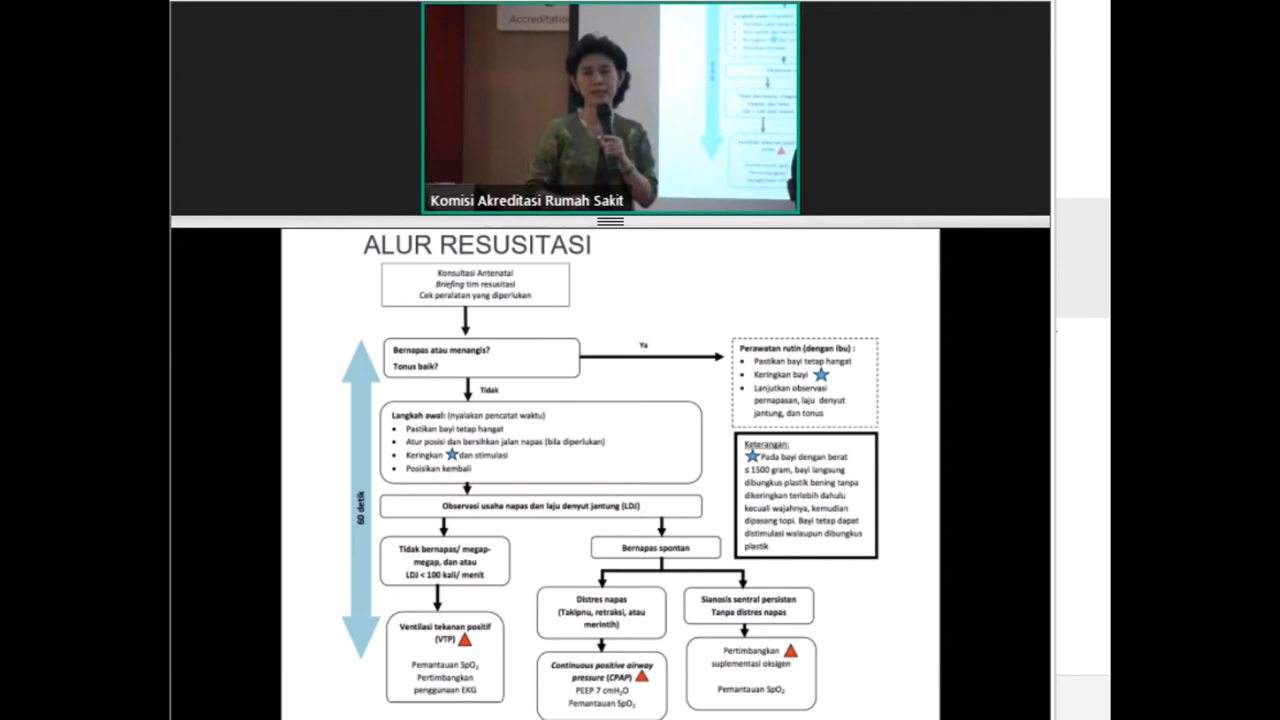 Accreditation
Komisi Akreditasi Rumah Sakit
ALUR RESUSITASI
Konsultasi Antenatal
Briefing tim resusitasi
Cek peralatan yang diperlukan
Bernapas atau menangis?
Tonus baik?
Ya
Perawatan rutin (dengan ibu) :
• Pastikan bayi tetap hangat
• Keringkan bayi
• Lanjutkan observasi
pernapasan, laju denyut
jantung, dan tonus
Tidak
Langkah awal: (nyalakan pencatat waktu)
• Pastikan bayi tetap hangat
• Atur posisi dan bersihkan jalan napas (bila diperlukan)
• Keringkan dan stimulasi
• Posisikan kembali
Keterangan:
Pada bayi dengan berat
≤ 1500 gram, bayi langsung
dibungkus plastik bening tanpa
dikeringkan terlebih dahulu
kecuali wajahnya, kemudian
dipasang topi. Bayi tetap dapat
distimulasi walaupun dibungkus
plastik
60 detik
Observasi usaha napas dan laju denyut jantung (LDJ)
Tidak bernapas/ megap-
megap, dan atau
LDJ < 100 kali/ menit
Bernapas spontan
Distres napas
(Takipnu, retraksi, atau
merintih)
Sianosis sentral persisten
Tanpa distres napas
Ventilasi tekanan positif
(VTP)
Pemantauan SpO₂
Pertimbangkan
penggunaan EKG
Continuous positive airway
pressure (CPAP)
PEEP 7 cmH₂O
Pemantauan SpO₂
Pertimbangkan
suplementasi oksigen
Pemantauan SpO₂